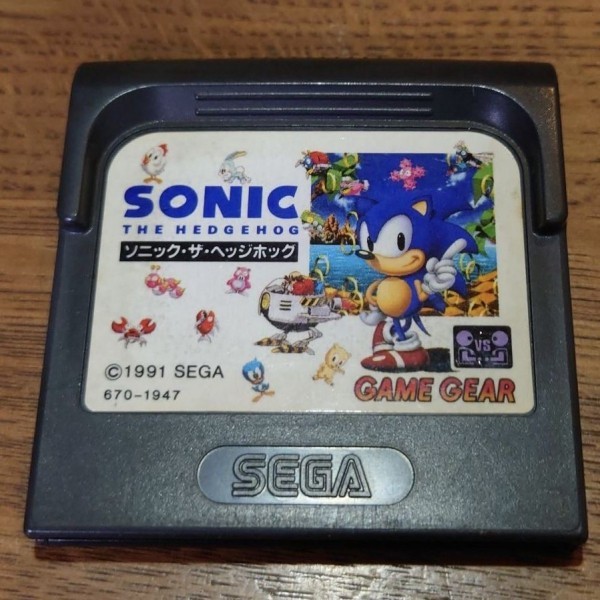 SONIC
THE HEDGEHOG
ソニック・ザ・ヘッジホッグ
VS
©1991 SEGA
670-1947
GAME GEAR
SEGA